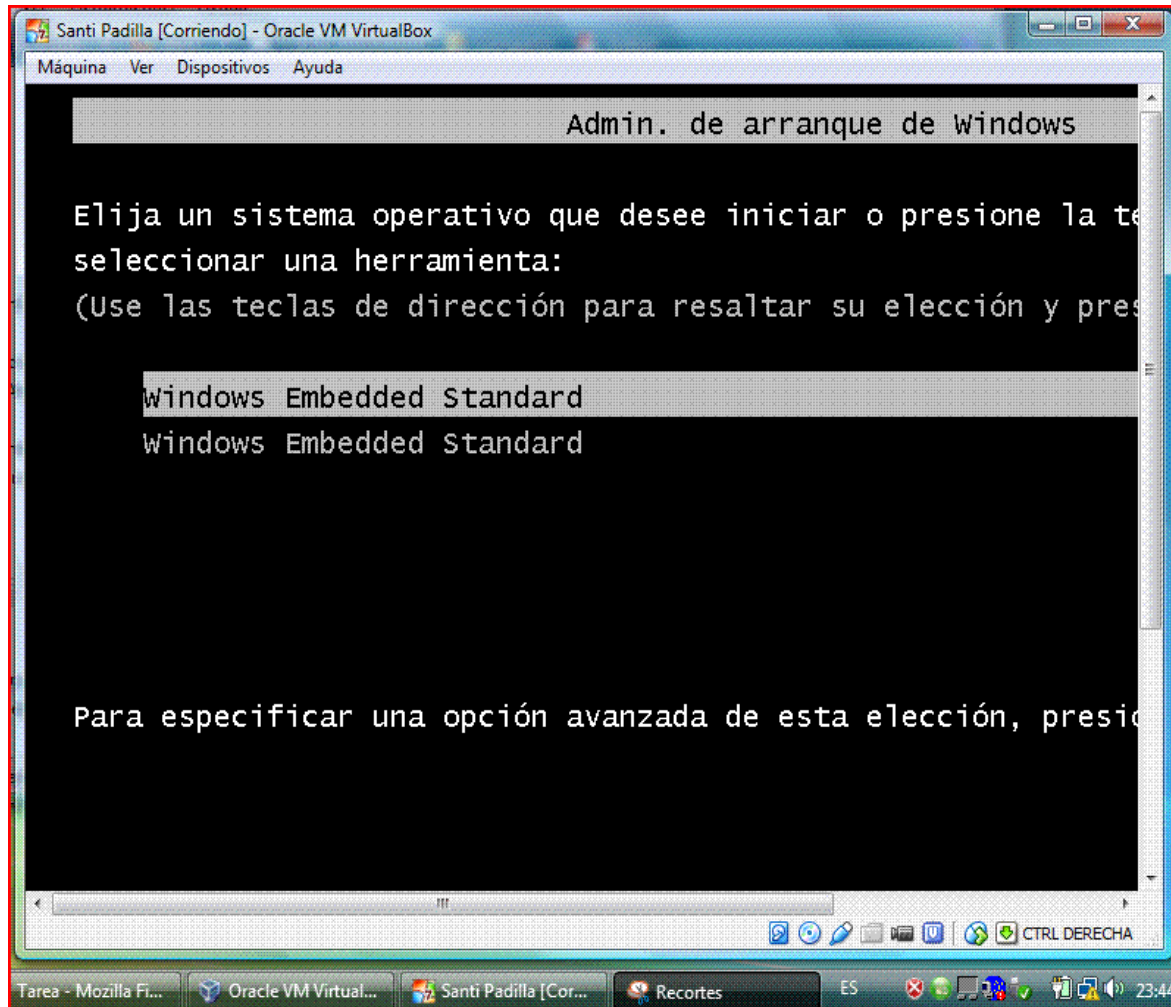 Santi Padilla [Corriendo] - Oracle VM VirtualBox
Máquina Ver Dispositivos Ayuda
Admin. de arranque de Windows
Elija un sistema operativo que desee iniciar o presione la te
seleccionar una herramienta:
(Use las teclas de dirección para resaltar su elección y pres
Windows Embedded Standard
Windows Embedded Standard
Para especificar una opción avanzada de esta elección, presio
CTRL DERECHA
Tarea - Mozilla Fi... Oracle VM Virtual... Santi Padilla [Cor... Recortes ES 23:44